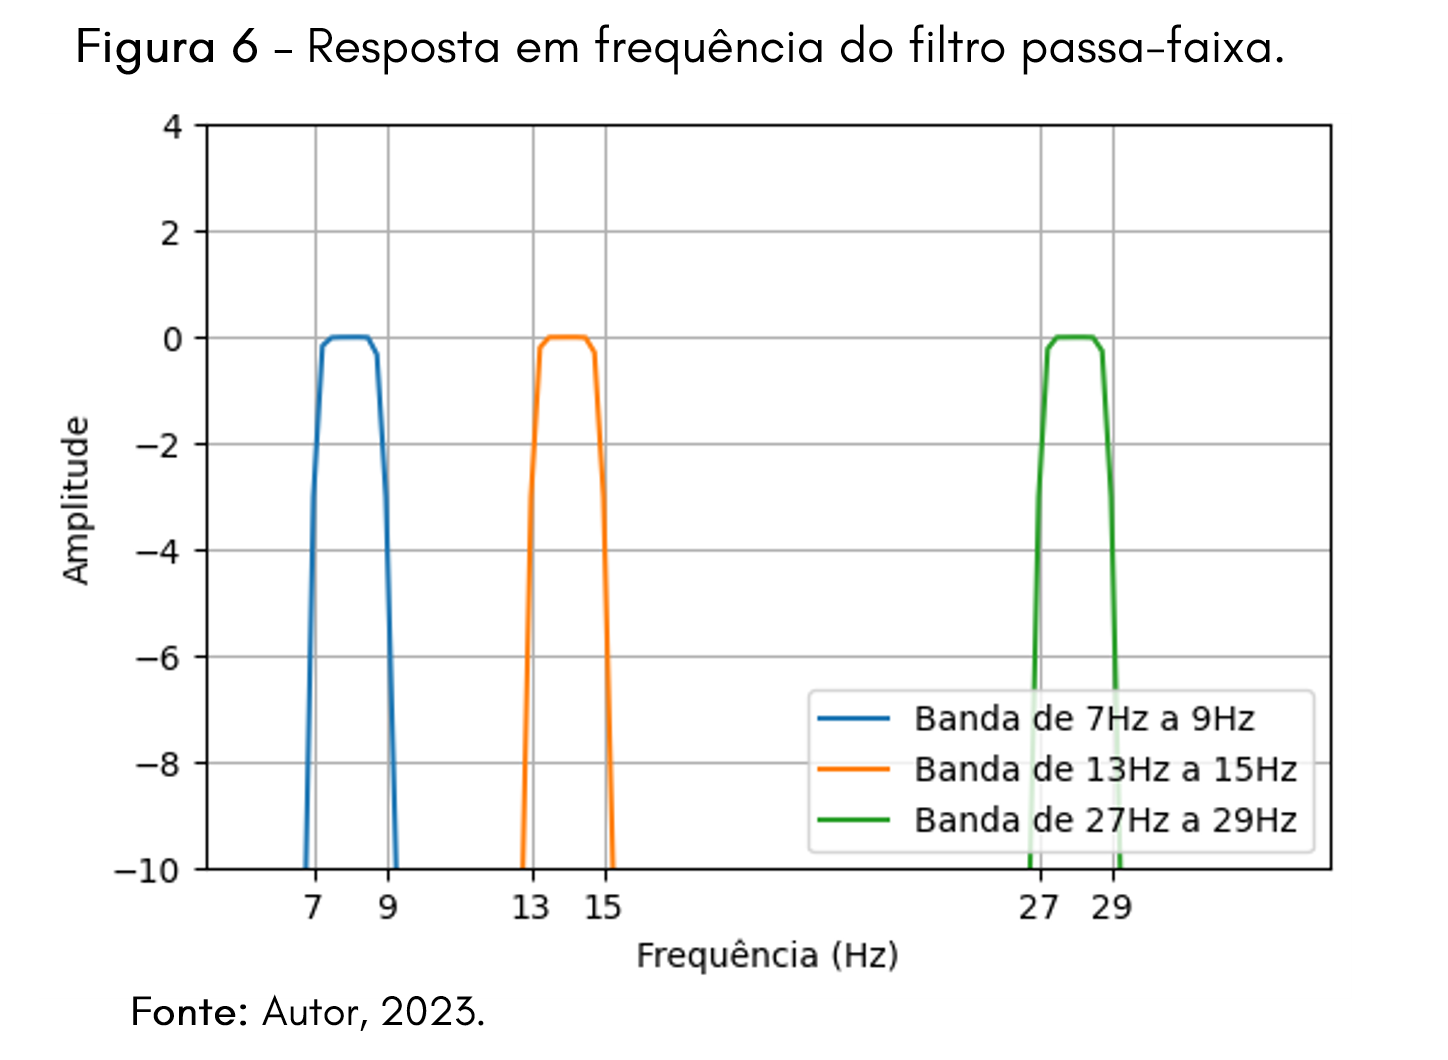 Figura 6 - Resposta em frequência do filtro passa-faixa.
4
2
0
−2
−4
−6
−8
−10
Amplitude
Banda de 7Hz a 9Hz
Banda de 13Hz a 15Hz
Banda de 27Hz a 29Hz
7 9 13 15 27 29
Frequência (Hz)
Fonte: Autor, 2023.